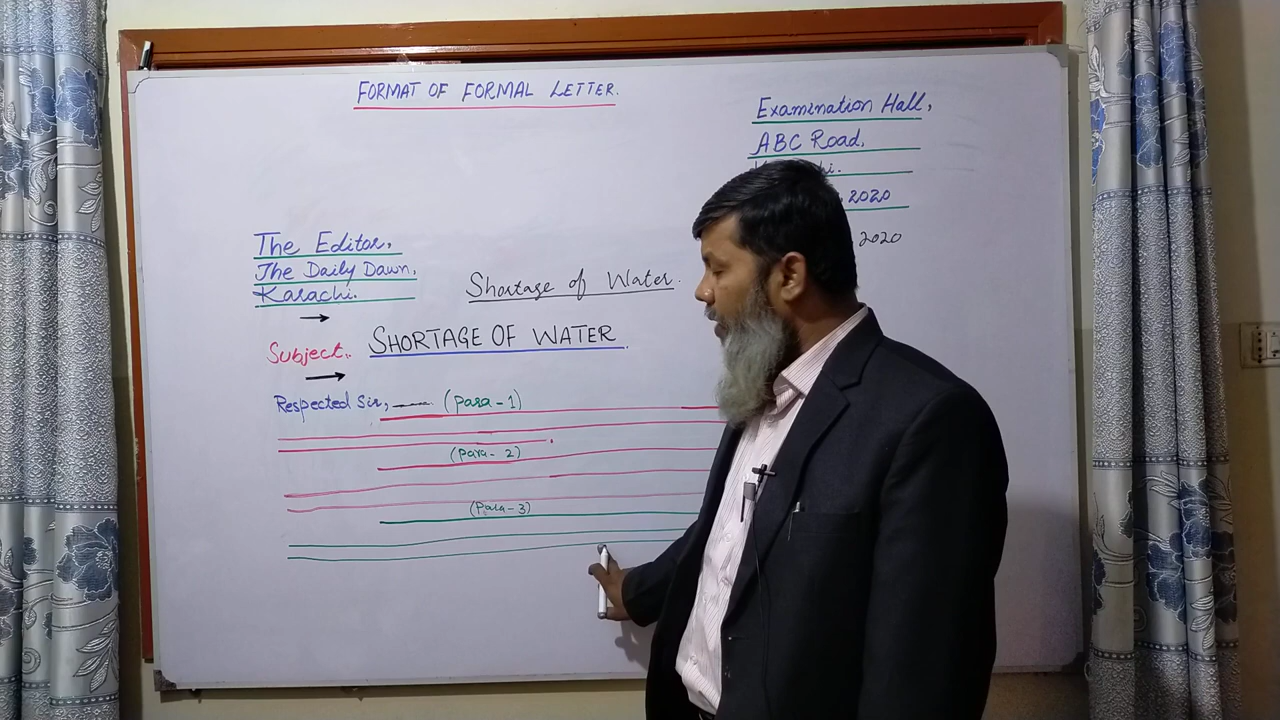 FORMAT OF FORMAL LETTER.
Examination Hall,
ABC Road,
2020
2020
The Editor,
The Daily Dawn,
Karachi.
Shortage of Water.
Subject:. SHORTAGE OF WATER.
Respected Sir, (para-1)
(para-2)
(para-3)